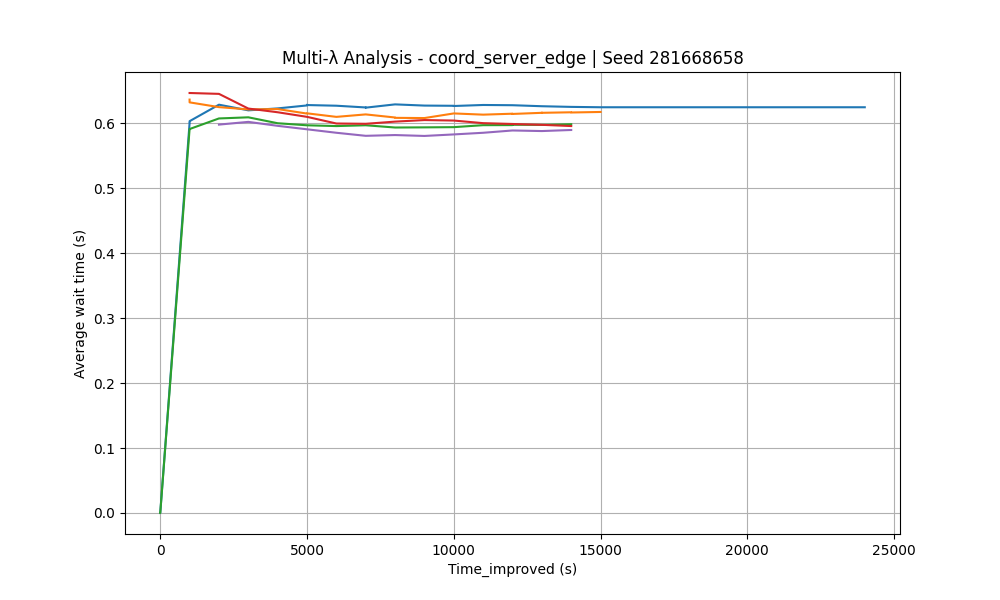 Multi-λ Analysis - coord_server_edge | Seed 281668658
Average wait time (s)
0.6
0.5
0.4
0.3
0.2
0.1
0.0
0 5000 10000 15000 20000 25000
Time_improved (s)